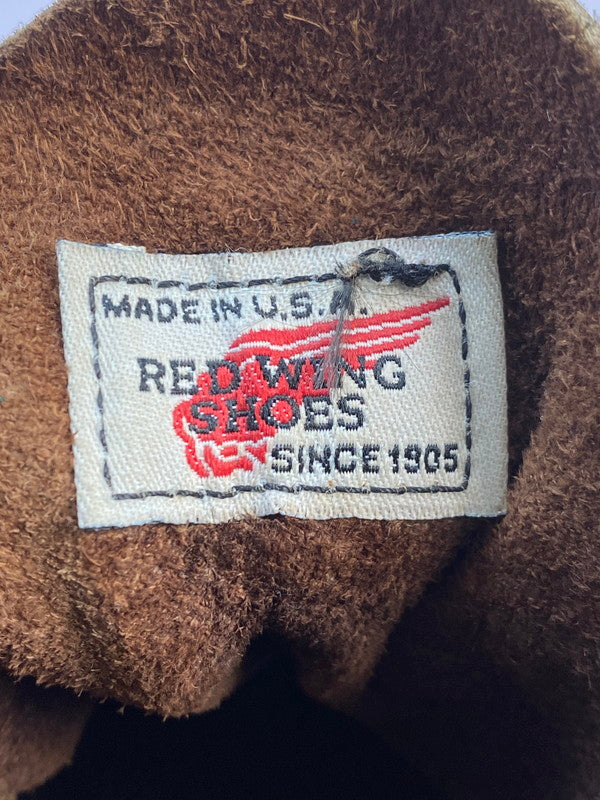 MADE IN U.S.A.
RED WING
SHOES
SINCE 1905